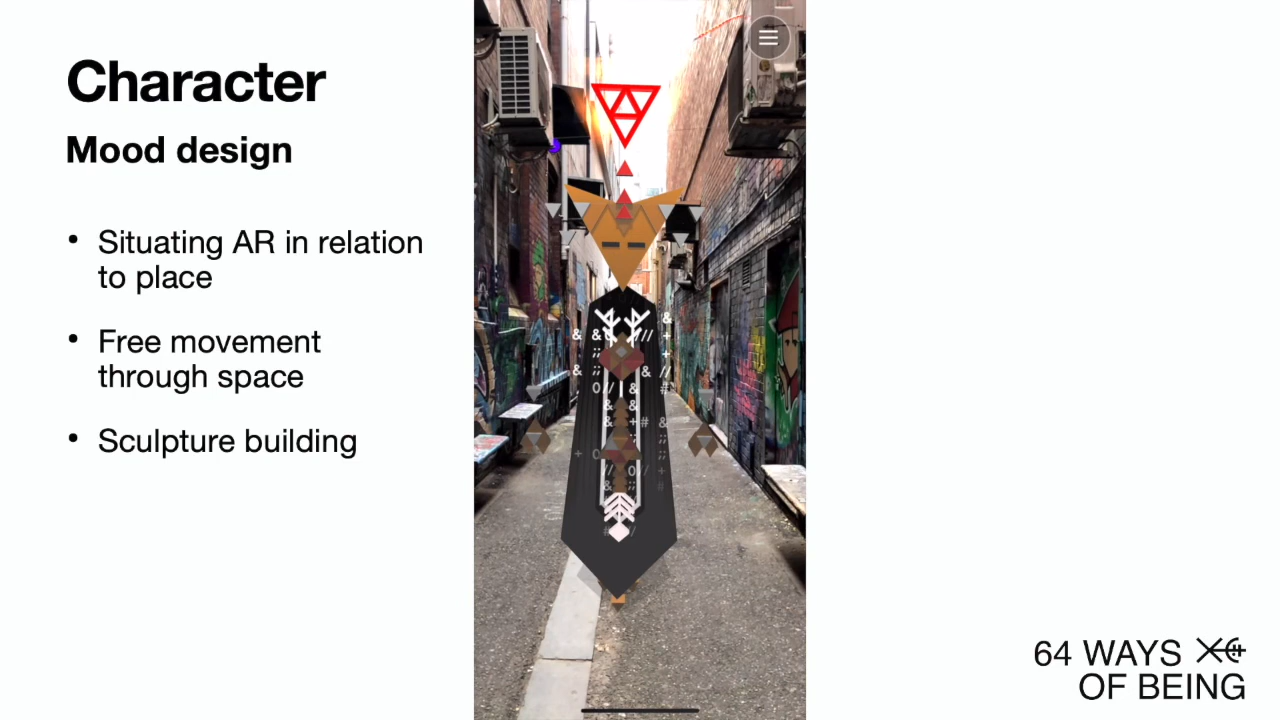 Character
Mood design
• Situating AR in relation
to place
• Free movement
through space
• Sculpture building
64 WAYS
OF BEING